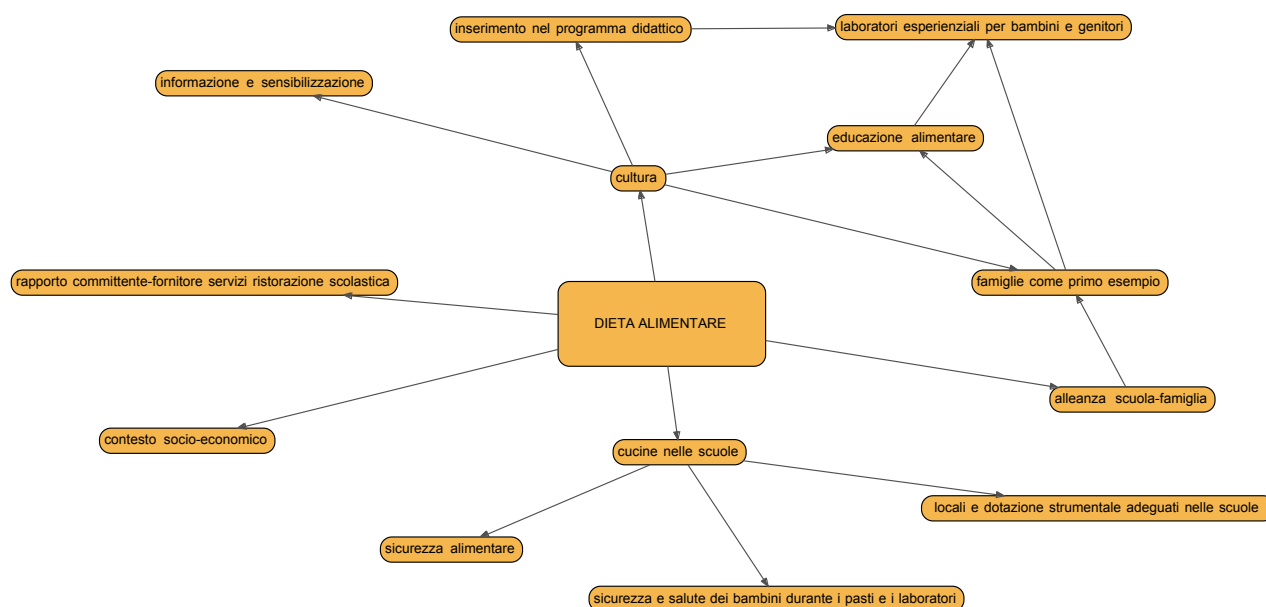 inserimento nel programma didattico
laboratori esperienziali per bambini e genitori
informazione e sensibilizzazione
educazione alimentare
cultura
rapporto committente-fornitore servizi ristorazione scolastica
famiglie come primo esempio
DIETA ALIMENTARE
alleanza scuola-famiglia
contesto socio-economico
cucine nelle scuole
locali e dotazione strumentale adeguati nelle scuole
sicurezza alimentare
sicurezza e salute dei bambini durante i pasti e i laboratori